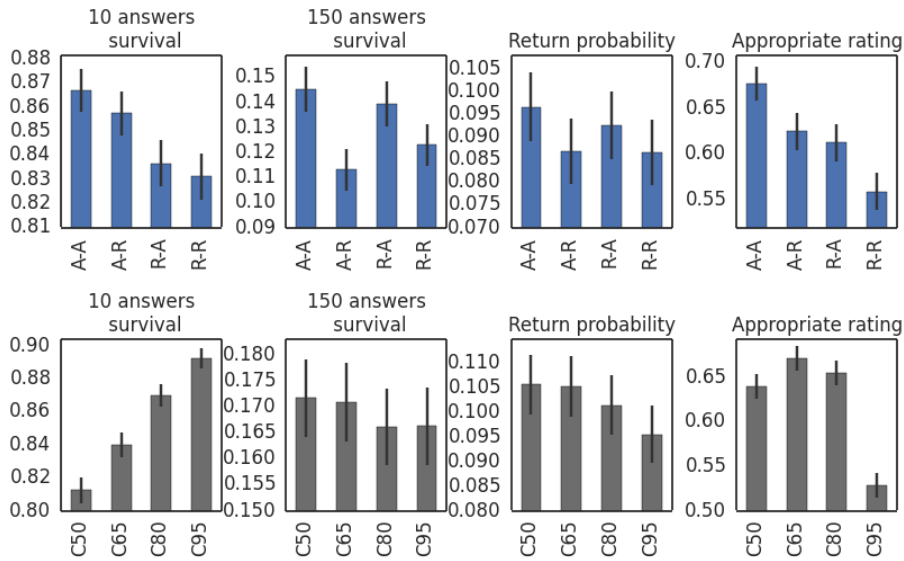 10 answers
survival
0.88
0.87
0.86
0.85
0.84
0.83
0.82
0.81
A-A
A-R
R-A
R-R
150 answers
survival
0.15
0.14
0.13
0.12
0.11
0.10
0.09
A-A
A-R
R-A
R-R
Return probability
0.105
0.100
0.095
0.090
0.085
0.080
0.075
0.070
A-A
A-R
R-A
R-R
Appropriate rating
0.70
0.65
0.60
0.55
A-A
A-R
R-A
R-R
10 answers
survival
0.90
0.88
0.86
0.84
0.82
0.80
C50
C65
C80
C95
150 answers
survival
0.180
0.175
0.170
0.165
0.160
0.155
0.150
C50
C65
C80
C95
Return probability
0.110
0.105
0.100
0.095
0.090
0.085
0.080
C50
C65
C80
C95
Appropriate rating
0.65
0.60
0.55
0.50
C50
C65
C80
C95